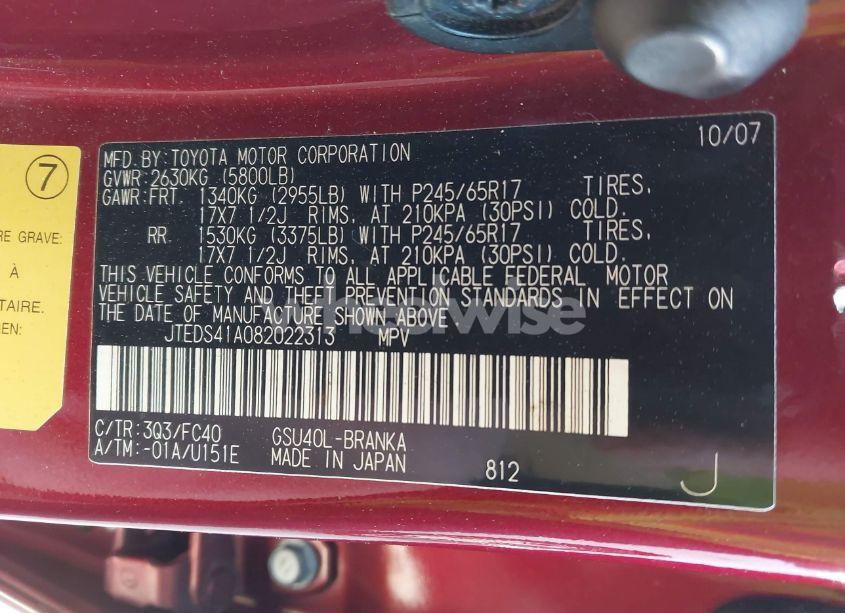 7
RE GRAVE:
À
TAIRE.
EN:
10/07
MFD. BY: TOYOTA MOTOR CORPORATION
GVWR: 2630KG (5800LB)
GAWR: FRT. 1340KG (2955LB) WITH P245/65R17 TIRES,
17X7 1/2J RIMS, AT 210KPA (30PSI) COLD.
RR. 1530KG (3375LB) WITH P245/65R17 TIRES,
17X7 1/2J RIMS, AT 210KPA (30PSI) COLD.
THIS VEHICLE CONFORMS TO ALL APPLICABLE FEDERAL MOTOR
VEHICLE SAFETY AND THEFT PREVENTION STANDARDS IN EFFECT ON
THE DATE OF MANUFACTURE SHOWN ABOVE.
JTEDS41A082022313 MPV
C/TR: 3Q3/FC40 GSU40L-BRANKA
A/TM: -01A/U151E MADE IN JAPAN 812 J